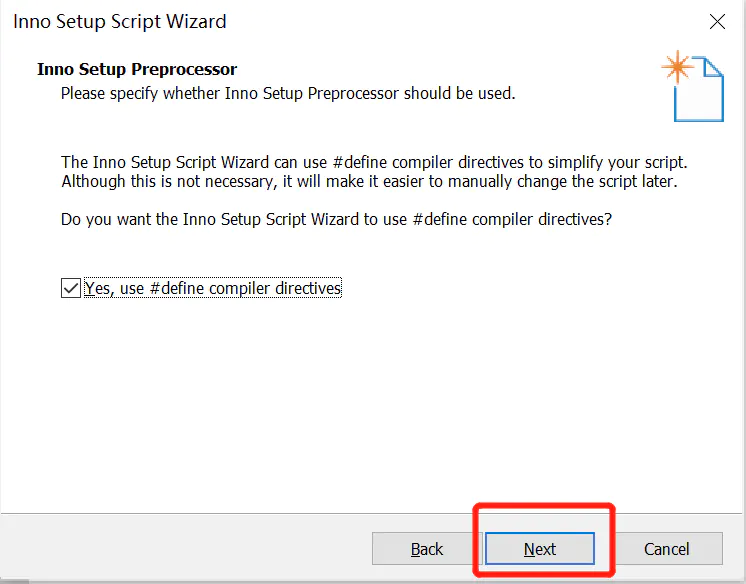 Inno Setup Script Wizard
Inno Setup Preprocessor
Please specify whether Inno Setup Preprocessor should be used.
The Inno Setup Script Wizard can use #define compiler directives to simplify your script.
Although this is not necessary, it will make it easier to manually change the script later.
Do you want the Inno Setup Script Wizard to use #define compiler directives?
Yes, use #define compiler directives
Back Next Cancel